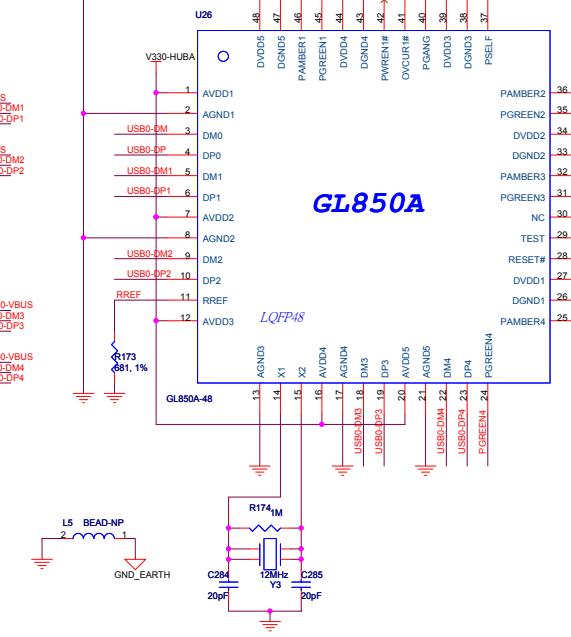 U26
48 47 46 45 44 43 42 41 40 39 38 37
DVDD5 DGND5 PAMBER1 PGREEN1 DVDD4 DGND4 PWREN1# OVCUR1# PGANG DVDD3 DGND3 PSELF
V330-HUBA
1 AVDD1 PAMBER2 36
2 AGND1 PGREEN2 35
USB0-DM 3 DM0 DVDD2 34
USB0-DP 4 DP0 DGND2 33
USB0-DM1 5 DM1 PAMBER3 32
USB0-DP1 6 DP1 PGREEN3 31
7 AVDD2 NC 30
8 AGND2 TEST 29
USB0-DM2 9 DM2 RESET# 28
USB0-DP2 10 DP2 DVDD1 27
RREF 11 RREF DGND1 26
12 AVDD3 PAMBER4 25
GL850A
LQFP48
S
0-DM1
0-DP1
S
0-DM2
0-DP2
0-VBUS
0-DM3
0-DP3
0-VBUS
0-DM4
0-DP4
R173
681, 1%
AGND3 X1 X2 AVDD4 AGND4 DM3 DP3 AVDD5 AGND5 DM4 DP4 PGREEN4
GL850A-48
13 14 15 16 17 18 19 20 21 22 23 24
USB0-DM3 USB0-DP3 USB0-DM4 USB0-DP4 PGREEN4
R174 1M
L5 BEAD-NP
2 1
GND_EARTH
C284 12MHz C285
Y3
20pF 20pF